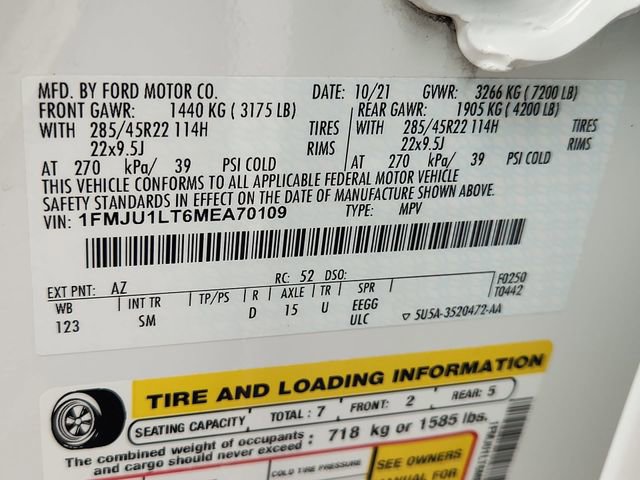 MFD. BY FORD MOTOR CO. DATE: 10/21 GVWR: 3266 KG (7200 LB)
FRONT GAWR: 1440 KG (3175 LB) REAR GAWR: 1905 KG (4200 LB)
WITH 285/45R22 114H TIRES WITH 285/45R22 114H TIRES
22x9.5J RIMS 22x9.5J RIMS
AT 270 kPa/ 39 PSI COLD AT 270 kPa/ 39 PSI COLD
THIS VEHICLE CONFORMS TO ALL APPLICABLE FEDERAL MOTOR VEHICLE
SAFETY STANDARDS IN EFFECT ON THE DATE OF MANUFACTURE SHOWN ABOVE.
VIN: 1FMJU1LT6MEA70109 TYPE: MPV
EXT PNT: AZ RC: 52 DSO: F0250
WB INT TR TP/PS R AXLE TR SPR T0442
123 SM D 15 U EEGG
ULC ▽ 5U5A-3520472-AA
TIRE AND LOADING INFORMATION
SEATING CAPACITY TOTAL: 7 FRONT: 2 REAR: 5
The combined weight of occupants and cargo should never exceed: 718 kg or 1585 lbs.
COLD TIRE PRESSURE SEE OWNERS
MANUAL FOR